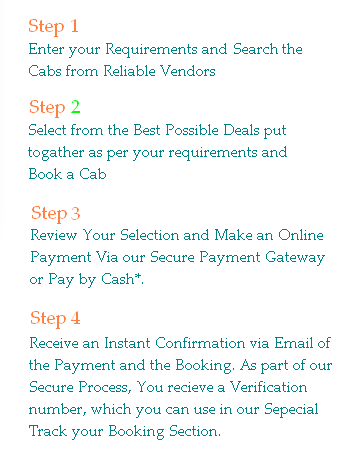 Step 1
Enter your Requirements and Search the
Cabs from Reliable Vendors
Step 2
Select from the Best Possible Deals put
togather as per your requirements and
Book a Cab
Step 3
Review Your Selection and Make an Online
Payment Via our Secure Payment Gateway
or Pay by Cash*.
Step 4
Receive an Instant Confirmation via Email of
the Payment and the Booking. As part of our
Secure Process, You recieve a Verification
number, which you can use in our Sepecial
Track your Booking Section.